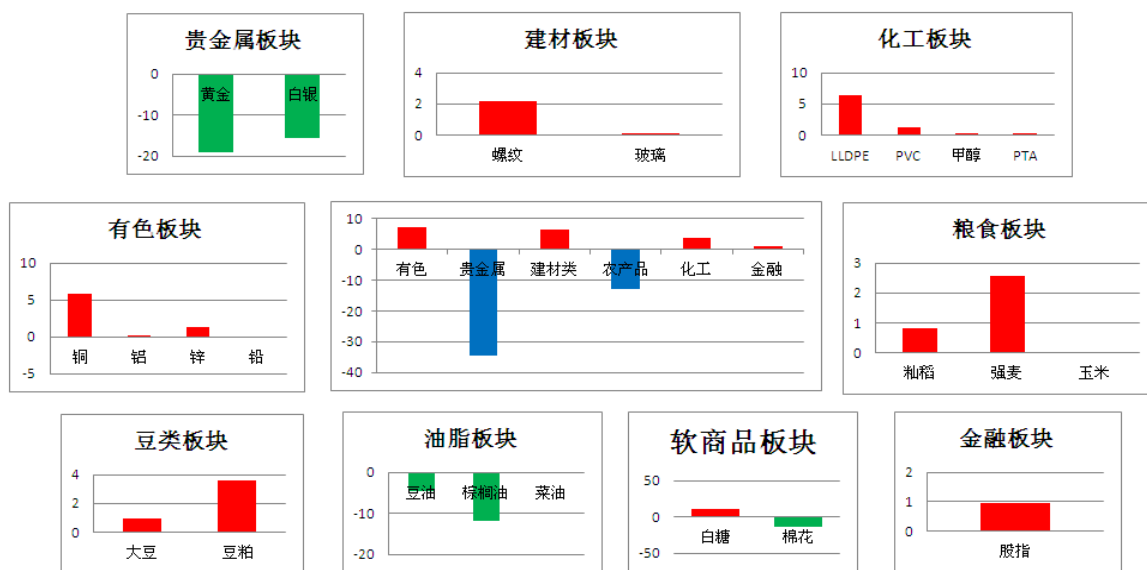 贵金属板块
0
-10
-20
黄金
白银
建材板块
4
2
0
螺纹
玻璃
化工板块
10
5
0
LLDPE
PVC
甲醇
PTA
有色板块
10
5
0
-5
铜
铝
锌
铅
10
0
-10
-20
-30
-40
有色
贵金属
建材类
农产品
化工
金融
粮食板块
3
2
1
0
籼稻
强麦
玉米
豆类板块
4
2
0
大豆
豆粕
油脂板块
0
-10
-20
豆油
棕榈油
菜油
软商品板块
50
0
-50
白糖
棉花
金融板块
2
1
0
股指